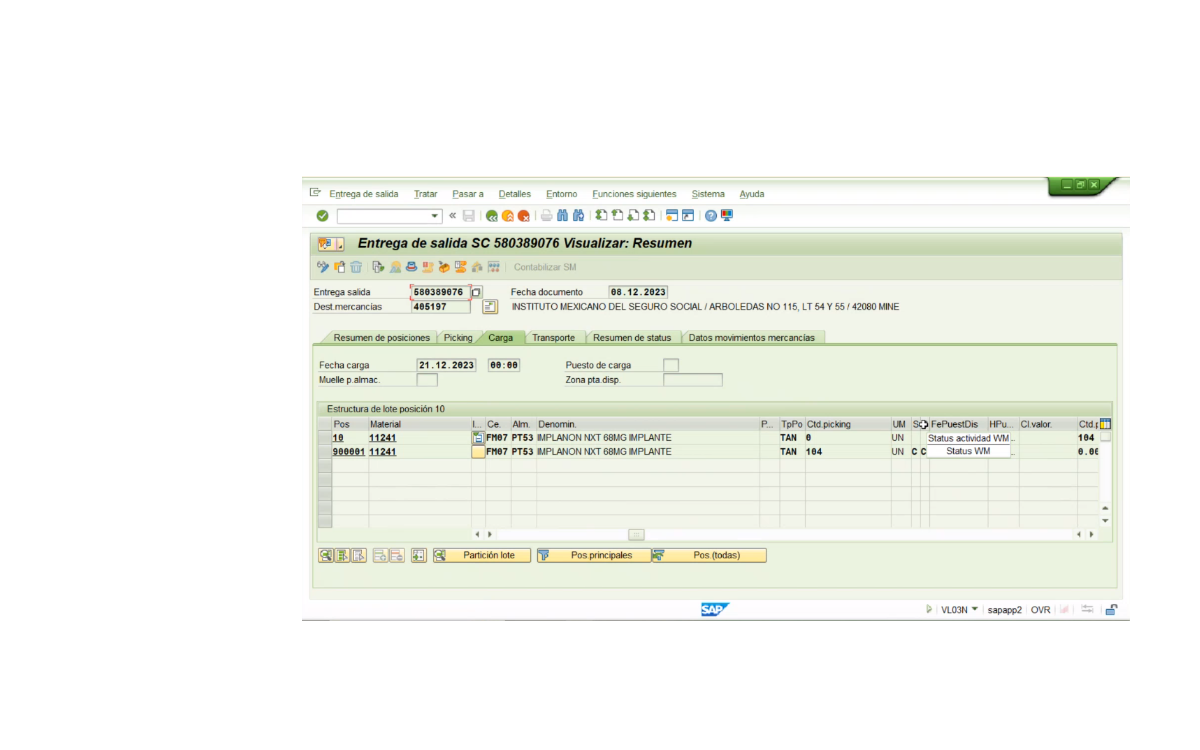 Entrega de salida Tratar Pasar a Detalles Entorno Funciones siguientes Sistema Ayuda
Entrega de salida SC 580389076 Visualizar: Resumen
Contabilizar SM
Entrega salida 580389076 Fecha documento 08.12.2023
Dest.mercancías 405197 INSTITUTO MEXICANO DEL SEGURO SOCIAL / ARBOLEDAS NO 115, LT 54 Y 55 / 42080 MINE
Resumen de posiciones Picking Carga Transporte Resumen de status Datos movimientos mercancías
Fecha carga 21.12.2023 00:00 Puesto de carga
Muelle p.almac. Zona pta.disp.
Estructura de lote posición 10
Pos Material I... Ce. Alm. Denomin. P... TpPo Ctd.picking UM S FePuestDis HPu... Cl.valor.
10 11241 FM07 PT53 IMPLANON NXT 68MG IMPLANTE TAN 0 UN Status actividad WM 104
900001 11241 FM07 PT53 IMPLANON NXT 68MG IMPLANTE TAN 104 UN C C Status WM
Partición lote Pos.principales Pos.(todas)
SAP VL03N sapapp2 OVR